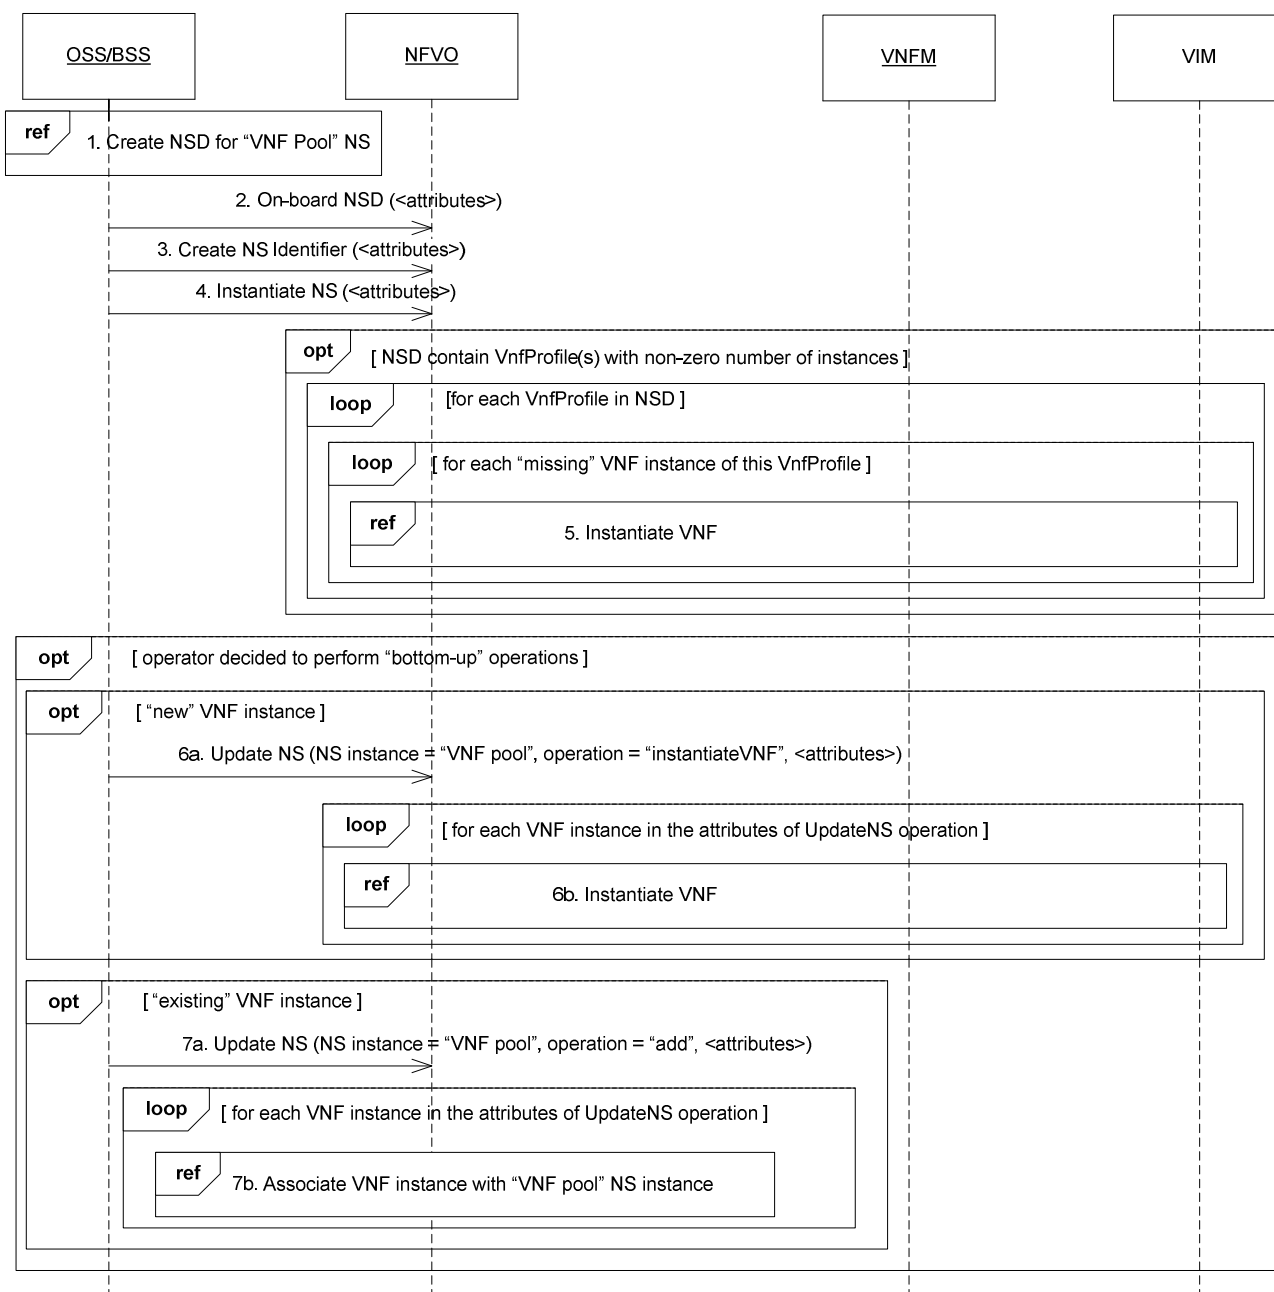 OSS/BSS
NFVO
VNFM
VIM
ref
1. Create NSD for “VNF Pool” NS
2. On-board NSD (<attributes>)
3. Create NS Identifier (<attributes>)
4. Instantiate NS (<attributes>)
opt
[ NSD contain VnfProfile(s) with non-zero number of instances ]
loop
[for each VnfProfile in NSD ]
loop
[ for each “missing” VNF instance of this VnfProfile ]
ref
5. Instantiate VNF
opt
[ operator decided to perform “bottom-up” operations ]
opt
[ “new” VNF instance ]
6a. Update NS (NS instance = “VNF pool”, operation = “instantiateVNF”, <attributes>)
loop
[ for each VNF instance in the attributes of UpdateNS operation ]
ref
6b. Instantiate VNF
opt
[ “existing” VNF instance ]
7a. Update NS (NS instance = “VNF pool”, operation = “add”, <attributes>)
loop
[ for each VNF instance in the attributes of UpdateNS operation ]
ref
7b. Associate VNF instance with “VNF pool” NS instance